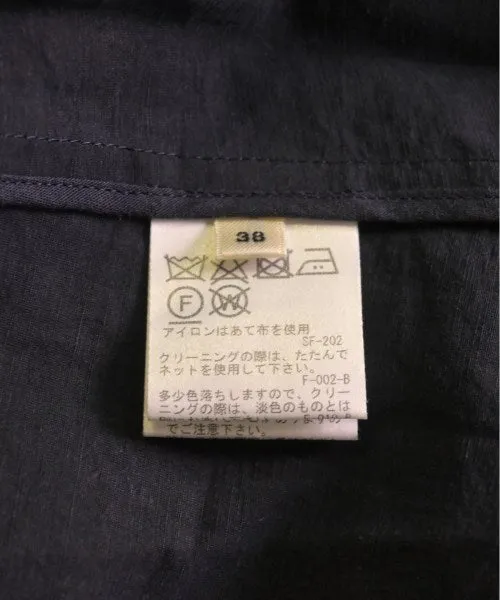 38
F W
アイロンはあて布を使用
SF-202
クリーニングの際は、たたんで
ネットを使用して下さい。
F-002-B
多少色落ちしますので、クリー
ニングの際は、淡色のものとは
でご注意下さい。